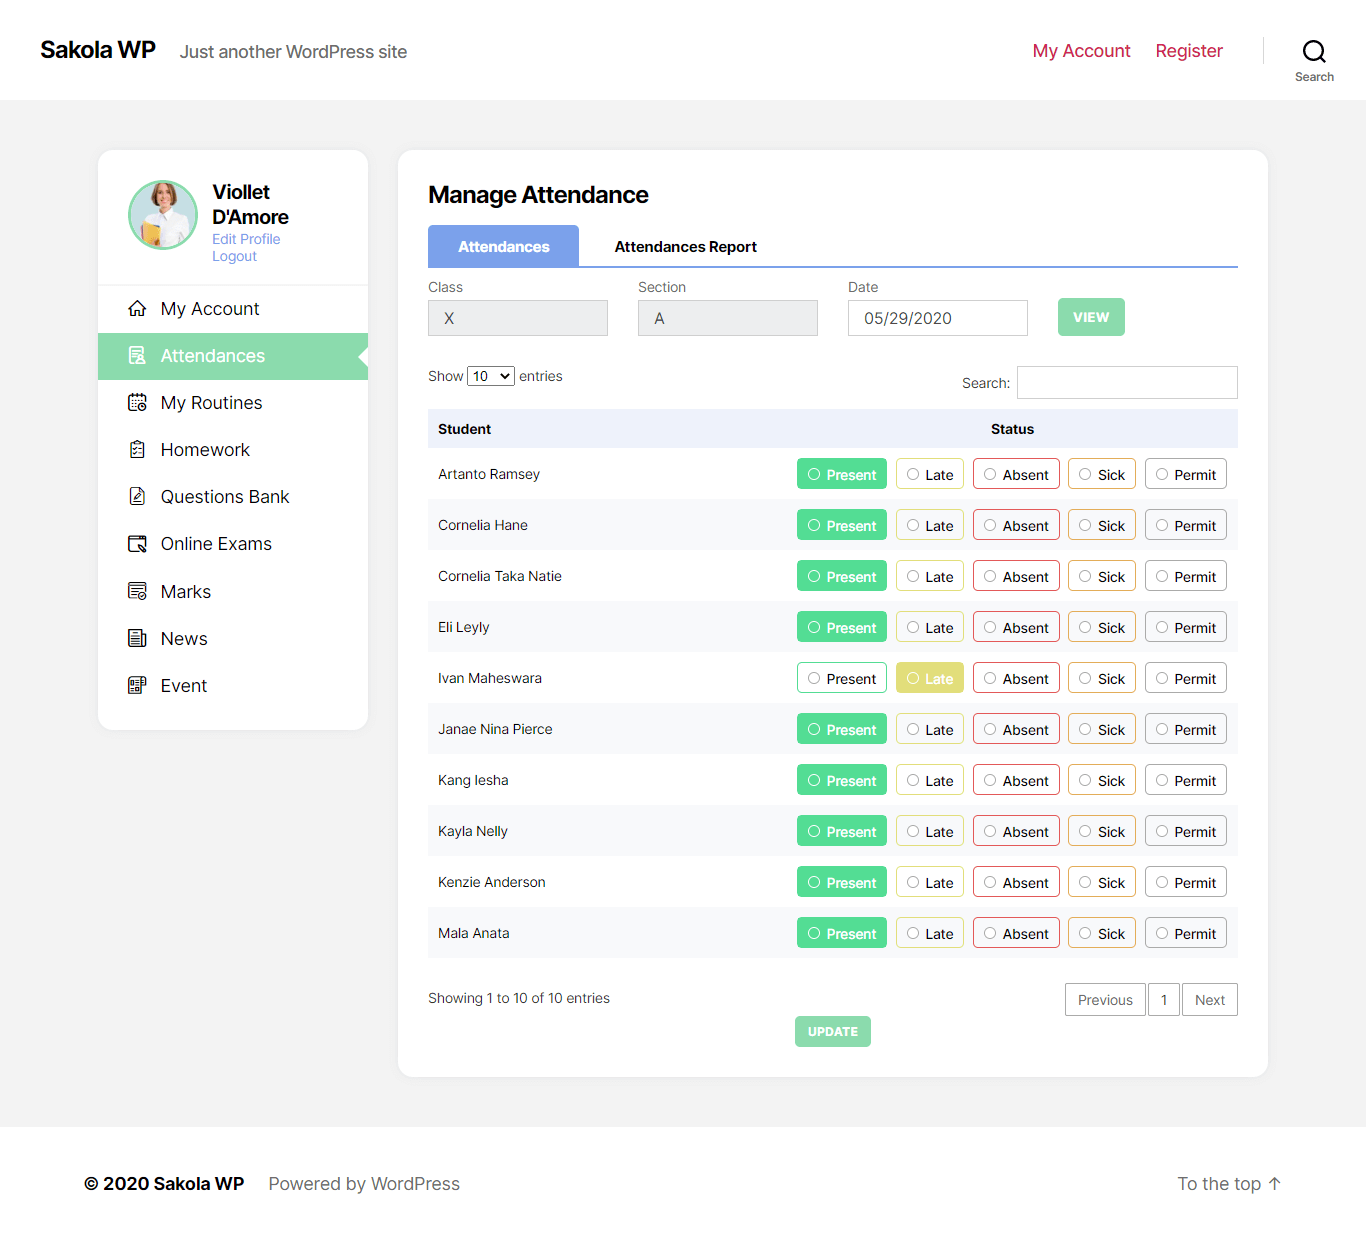 Sakola WP Just another WordPress site My Account Register
Search
Viollet
D'Amore
Edit Profile
Logout
My Account
Attendances
My Routines
Homework
Questions Bank
Online Exams
Marks
News
Event
Manage Attendance
Attendances Attendances Report
Class Section Date
X A 05/29/2020 VIEW
Show 10 entries Search:
Student Status
Artanto Ramsey Present Late Absent Sick Permit
Cornelia Hane Present Late Absent Sick Permit
Cornelia Taka Natie Present Late Absent Sick Permit
Eli Leyly Present Late Absent Sick Permit
Ivan Maheswara Present Late Absent Sick Permit
Janae Nina Pierce Present Late Absent Sick Permit
Kang Iesha Present Late Absent Sick Permit
Kayla Nelly Present Late Absent Sick Permit
Kenzie Anderson Present Late Absent Sick Permit
Mala Anata Present Late Absent Sick Permit
Showing 1 to 10 of 10 entries Previous 1 Next
UPDATE
© 2020 Sakola WP Powered by WordPress To the top ↑